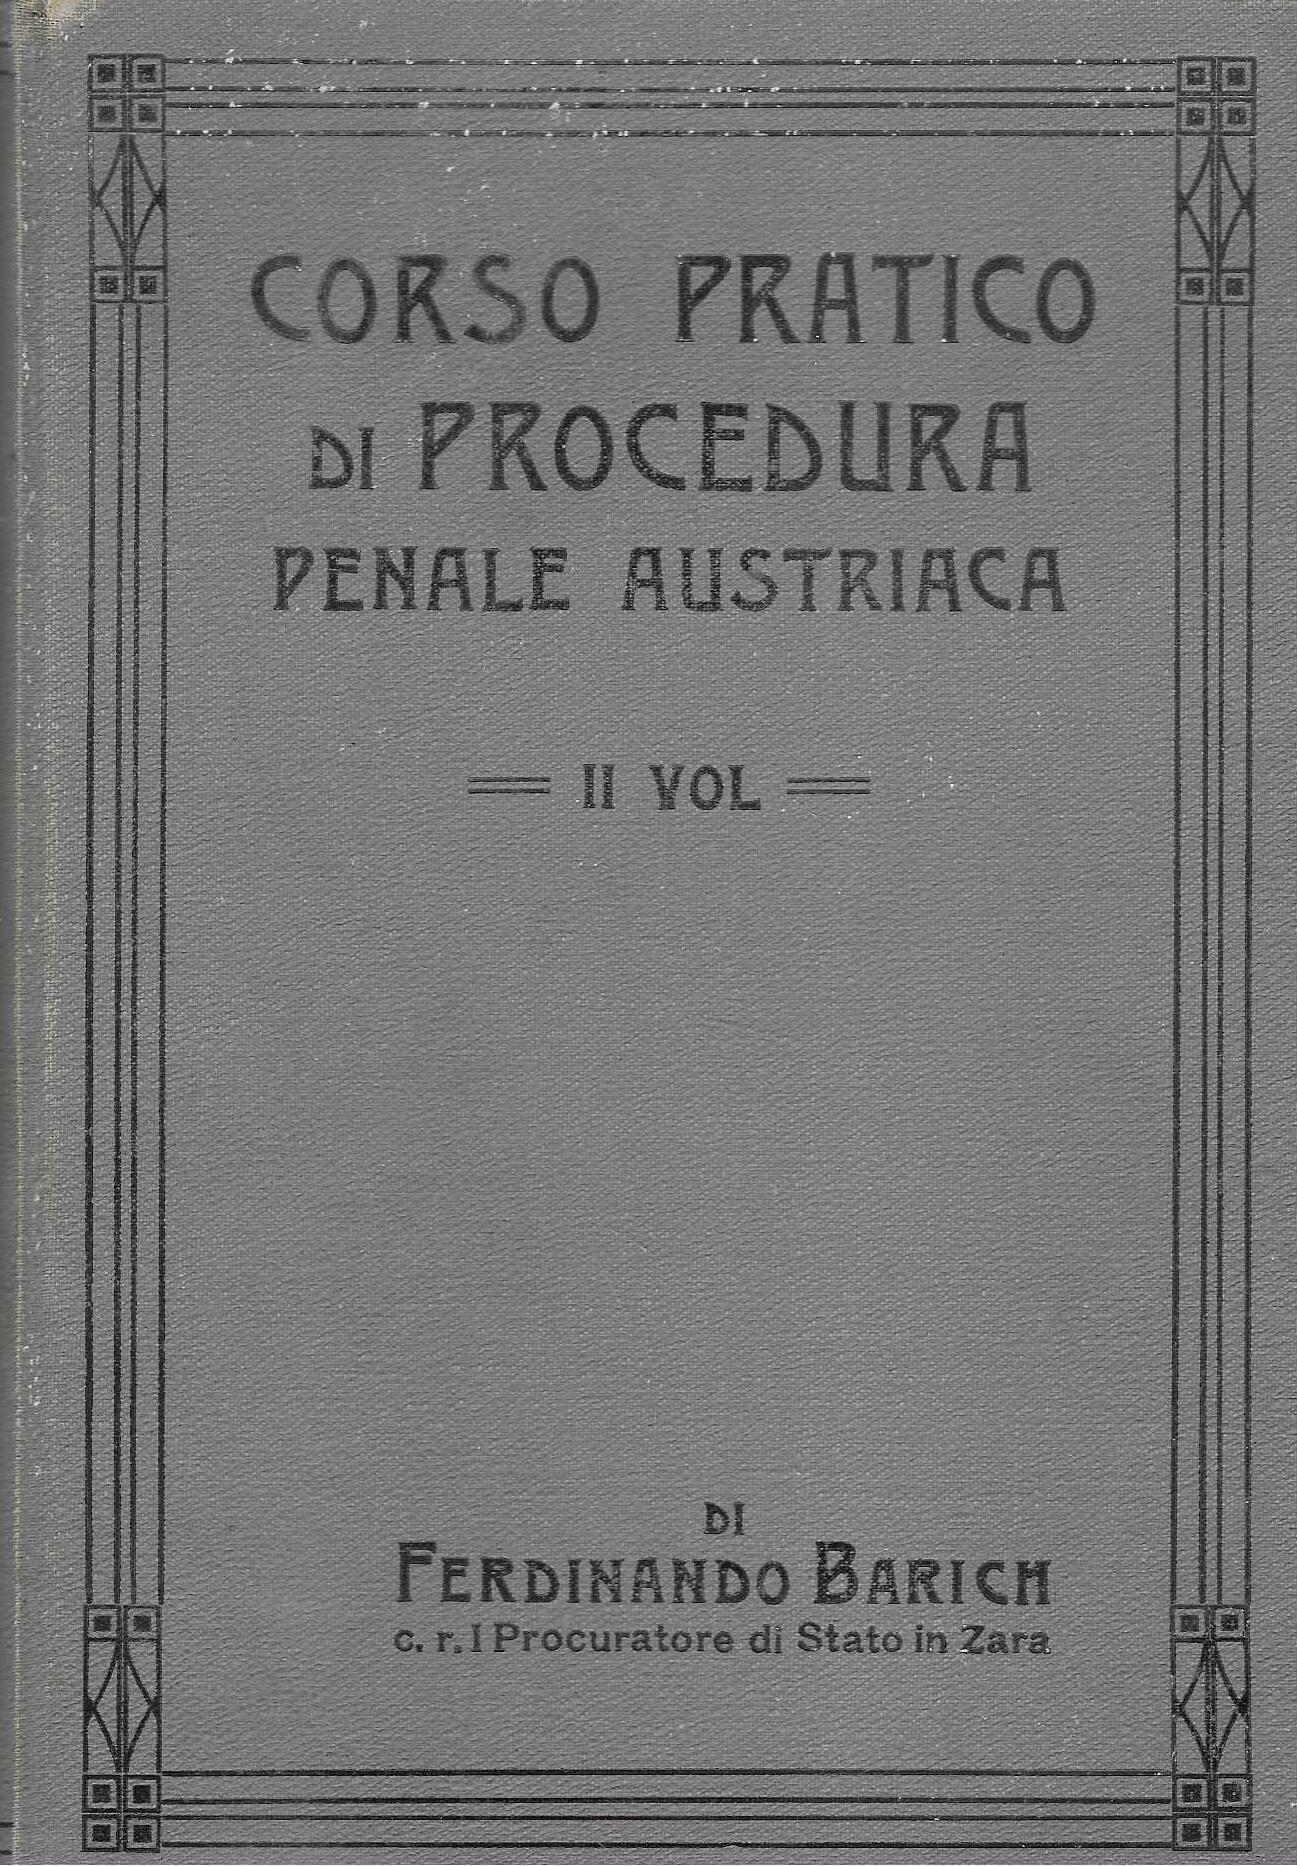 CORSO PRATICO
DI PROCEDURA
PENALE AUSTRIACA
II VOL
DI
FERDINANDO BARICH
c. r. I Procuratore di Stato in Zara